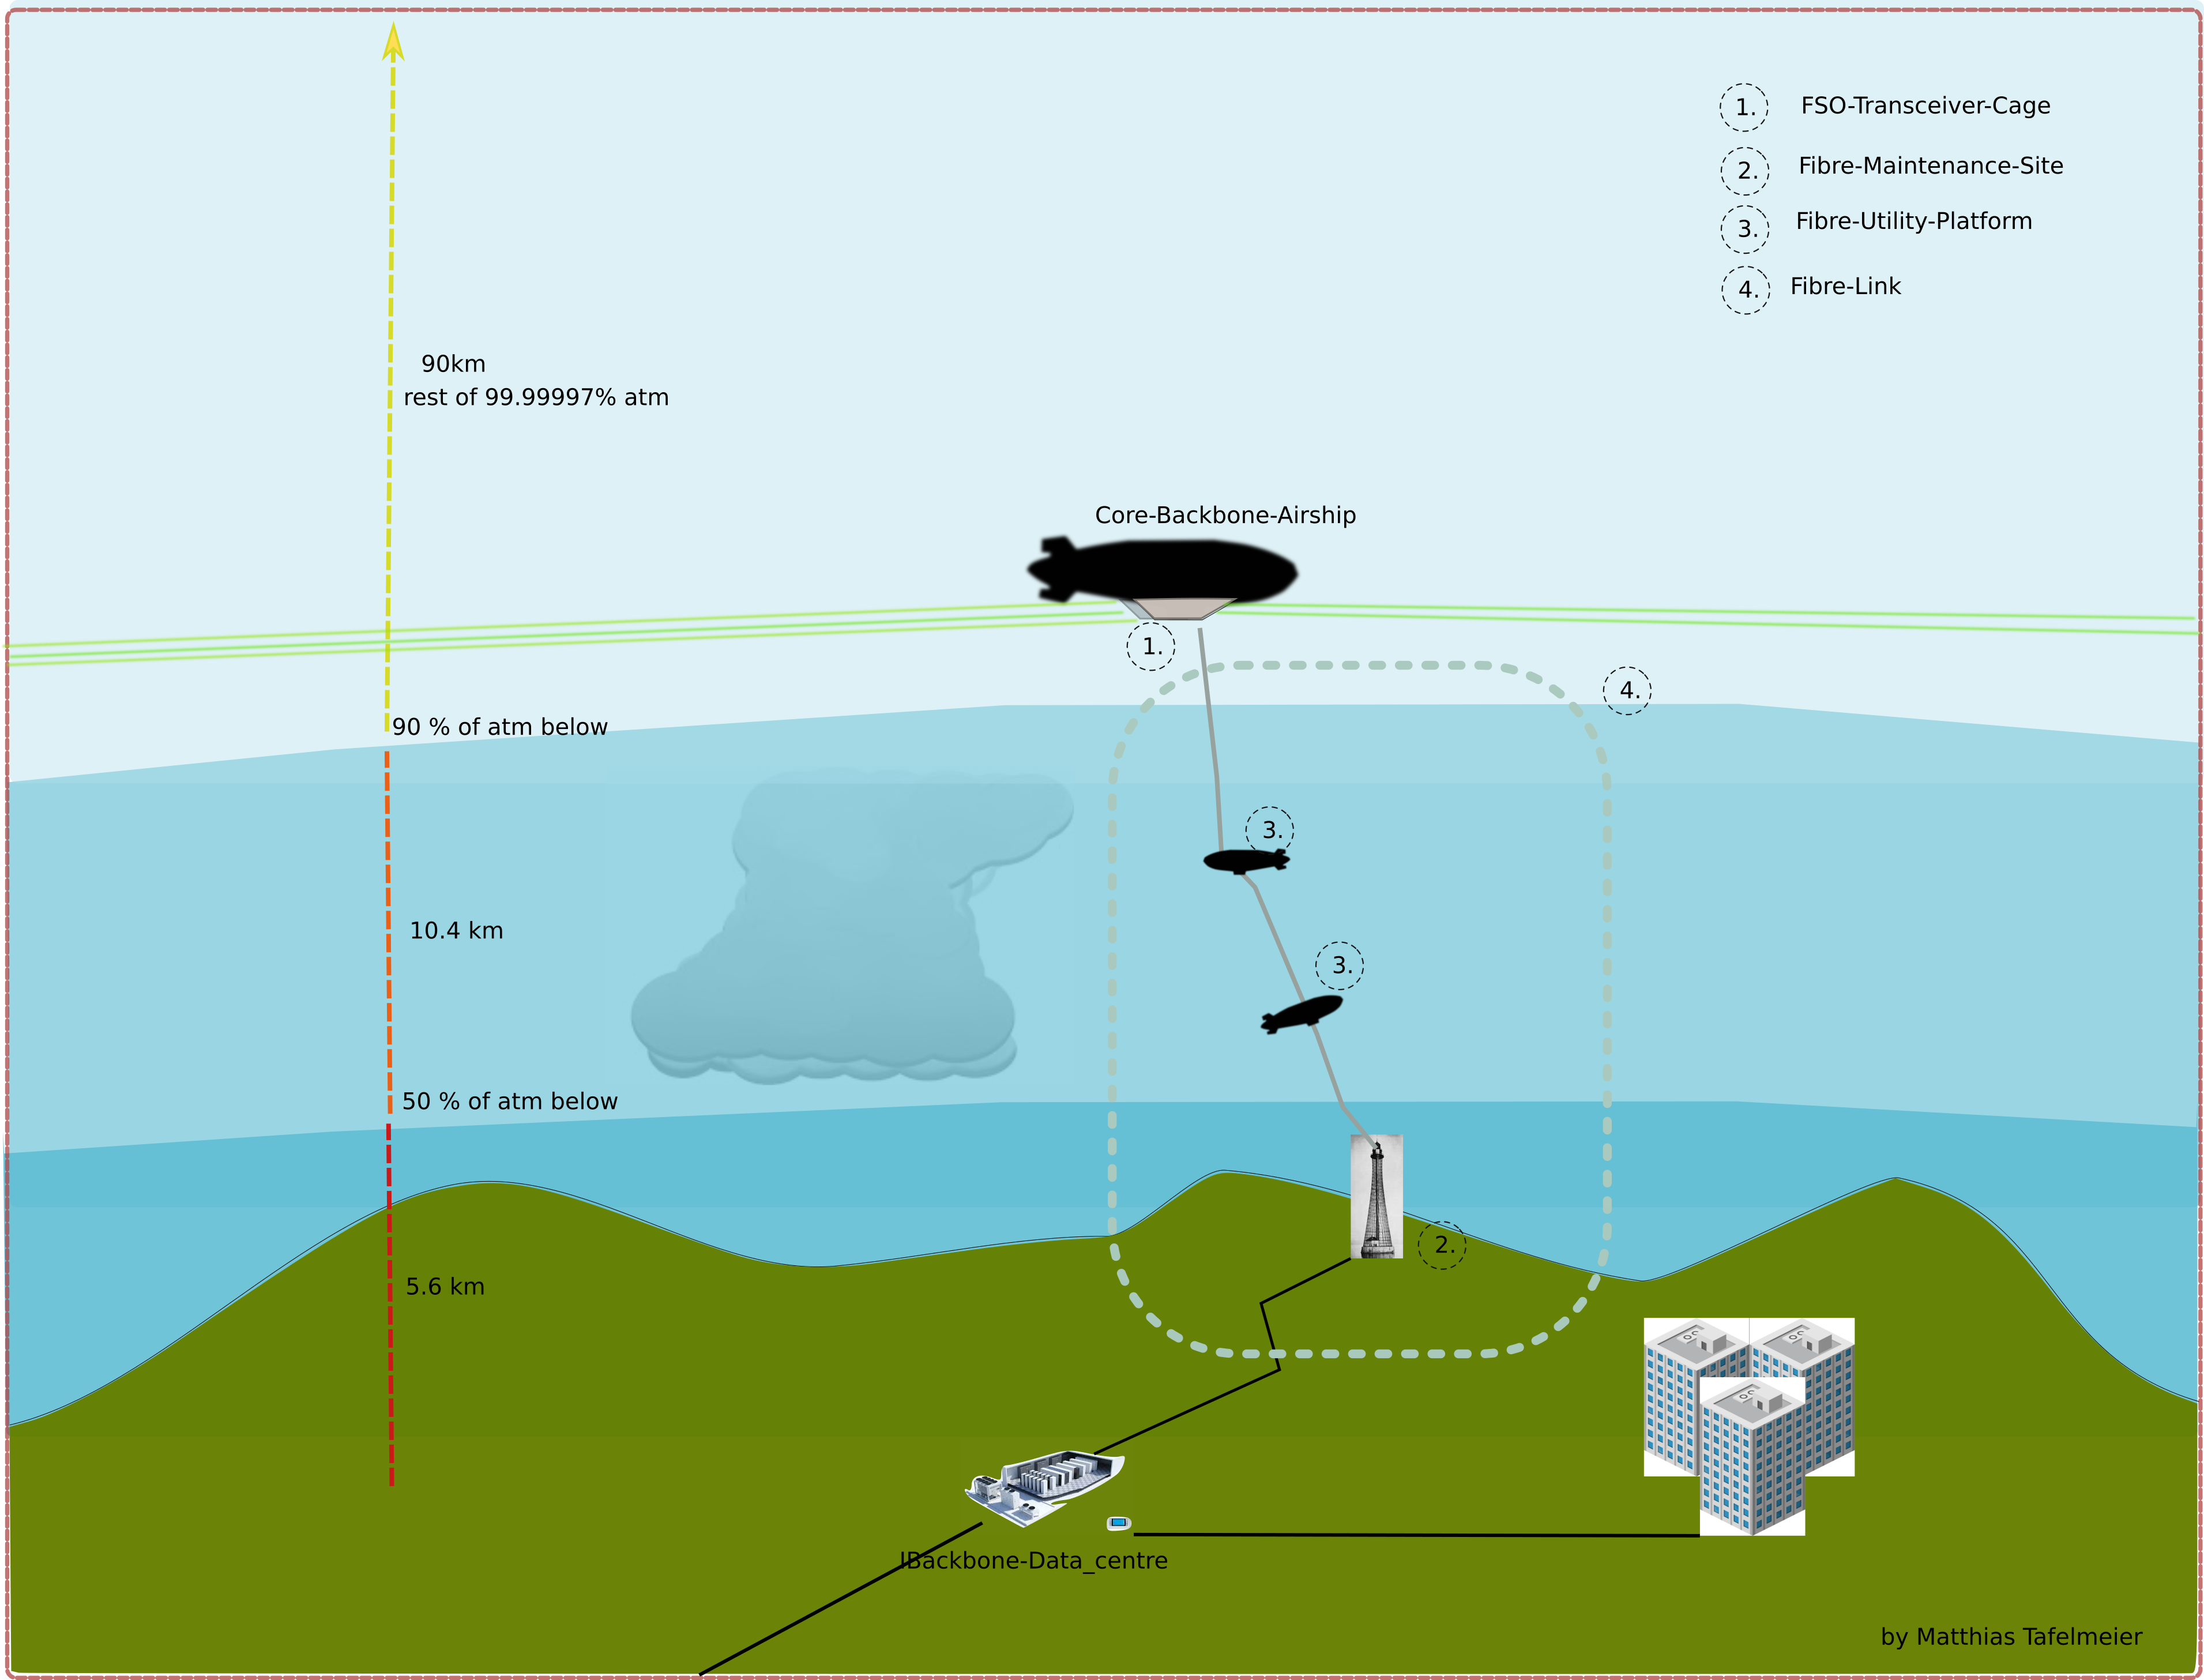 1. FSO-Transceiver-Cage
2. Fibre-Maintenance-Site
3. Fibre-Utility-Platform
4. Fibre-Link
90km
rest of 99.99997% atm
Core-Backbone-Airship
1.
4.
90 % of atm below
3.
10.4 km
3.
50 % of atm below
2.
5.6 km
IBackbone-Data_centre
by Matthias Tafelmeier